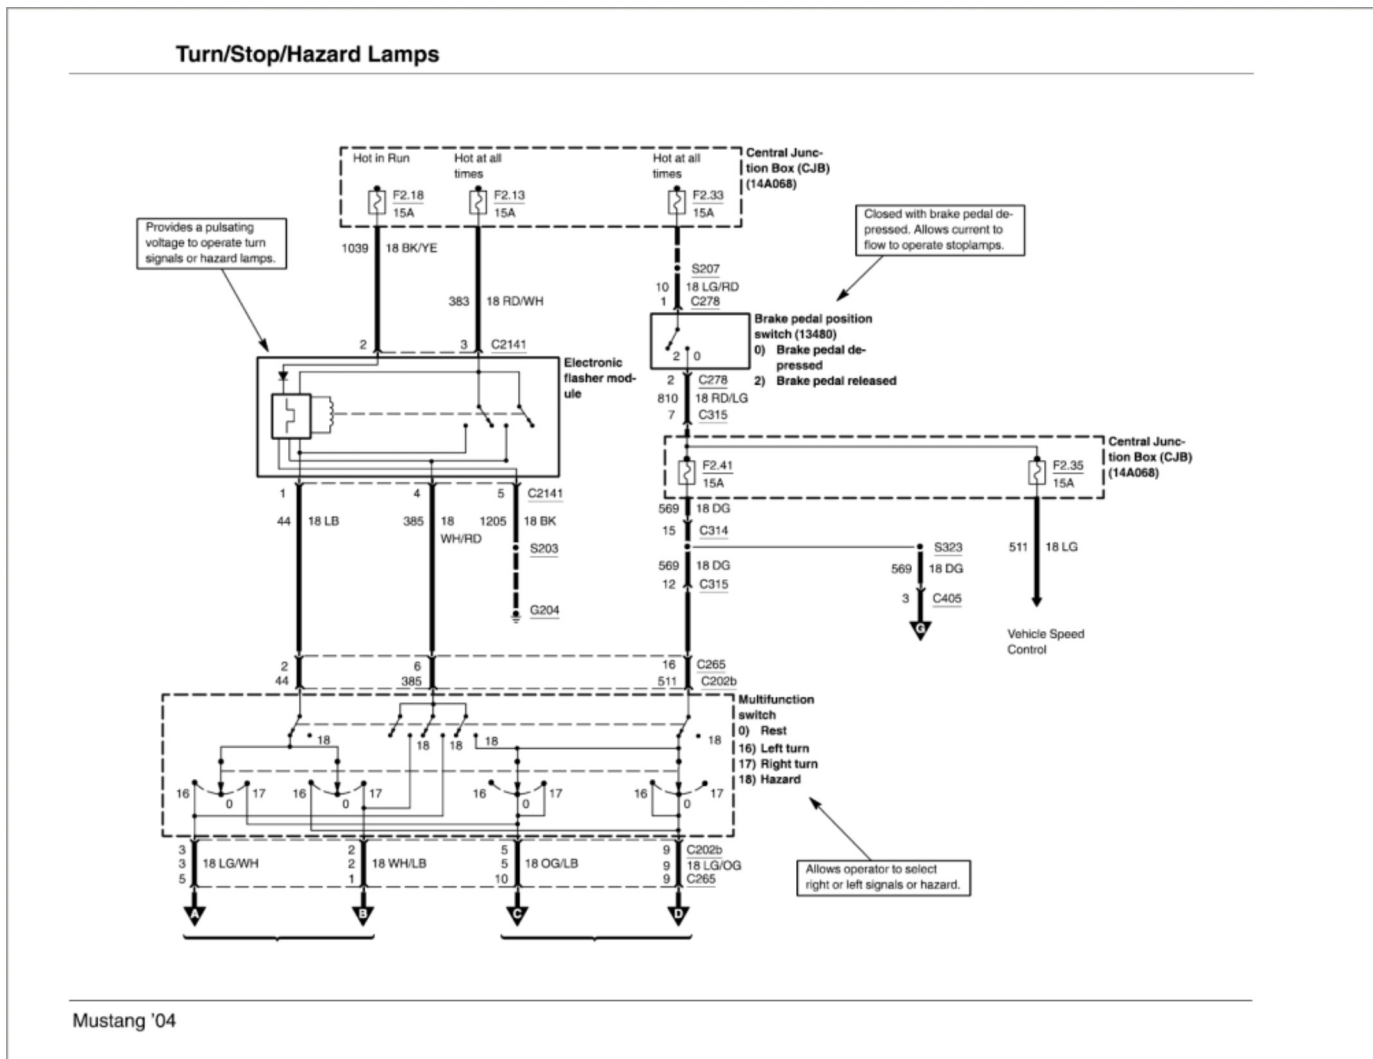 Turn/Stop/Hazard Lamps
Hot in Run
Hot at all
times
Hot at all
times
Central Junc-
tion Box (CJB)
(14A068)
F2.18
15A
F2.13
15A
F2.33
15A
Provides a pulsating
voltage to operate turn
signals or hazard lamps.
Closed with brake pedal de-
pressed. Allows current to
flow to operate stoplamps.
1039 18 BK/YE
383 18 RD/WH
S207
10 18 LG/RD
1 C278
2 3 C2141
Electronic
flasher mod-
ule
Brake pedal position
switch (13480)
0) Brake pedal de-
pressed
2) Brake pedal released
2 0
2 C278
810 18 RD/LG
7 C315
Central Junc-
tion Box (CJB)
(14A068)
F2.41
15A
F2.35
15A
1 4 5 C2141
44 18 LB
385 18
WH/RD
1205 18 BK
S203
G204
569 18 DG
15 C314
569 18 DG
12 C315
S323
569 18 DG
3 C405
G
511 18 LG
Vehicle Speed
Control
2 6 16 C265
44 385 511 C202b
Multifunction
switch
0) Rest
16) Left turn
17) Right turn
18) Hazard
18 18 18 18 18
16 0 17
16 0 17
16 0 17
16 0 17
3 2 5 9 C202b
3 18 LG/WH 2 18 WH/LB 5 18 OG/LB 9 18 LG/OG
5 1 10 9 C265
A B C D
Allows operator to select
right or left signals or hazard.
Mustang '04